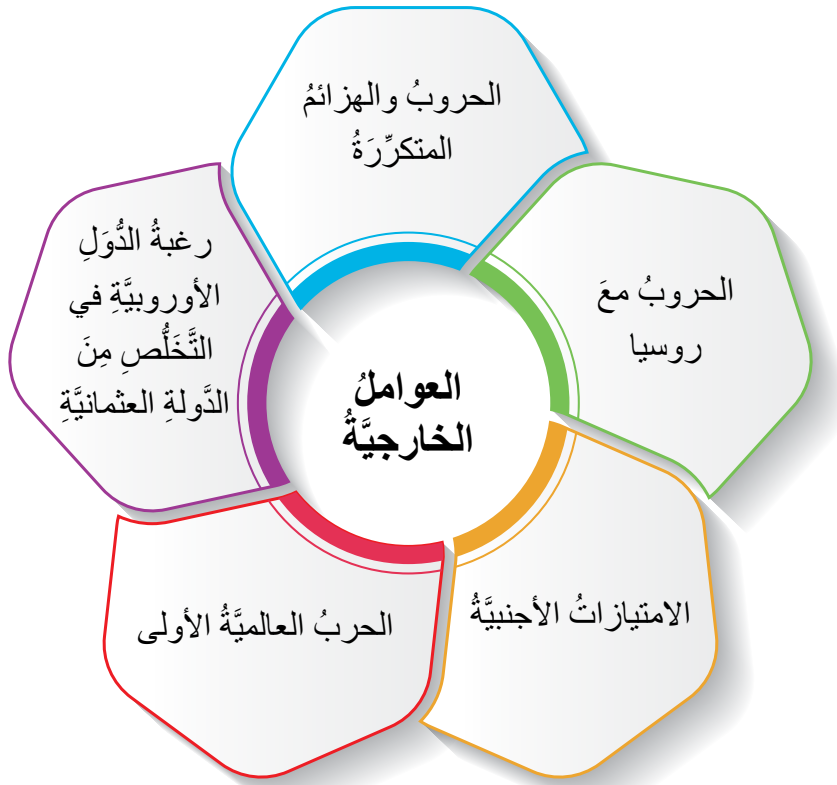 العواملُ
الخارجيَّةُ
الحروبُ والهزائمُ
المتكرِّرَةُ
الحروبُ معَ
روسيا
الامتيازاتُ الأجنبيَّةُ
الحربُ العالميَّةُ الأولى
رغبةُ الدُّوَلِ
الأوروبيَّةِ في
التَّخَلُّصِ مِنَ
الدَّولةِ العثمانيَّةِ